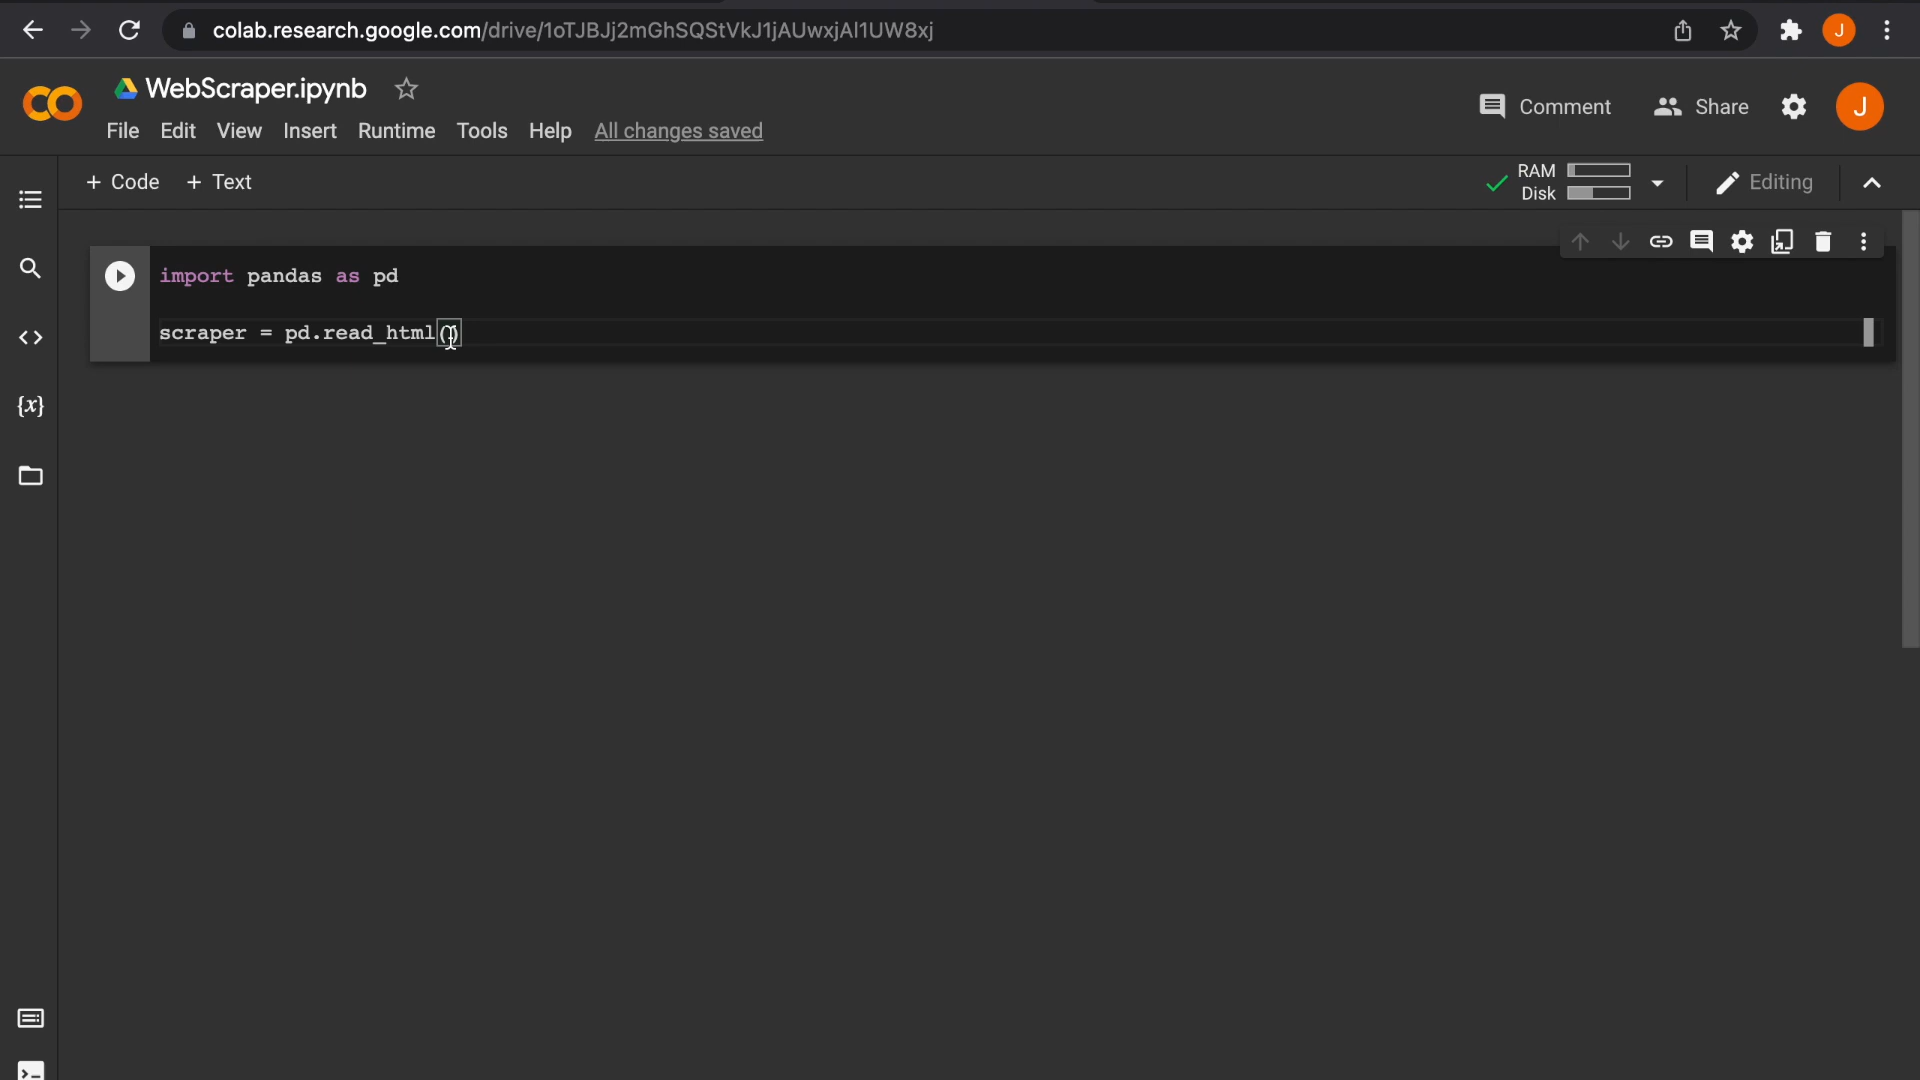 colab.research.google.com/drive/1oTJBJj2mGhSQStVkJ1jAUwxjAl1UW8xj
J
WebScraper.ipynb
File Edit View Insert Runtime Tools Help All changes saved
Comment Share J
+ Code + Text
RAM
Disk
Editing
import pandas as pd
{x}
scraper = pd.read_html()